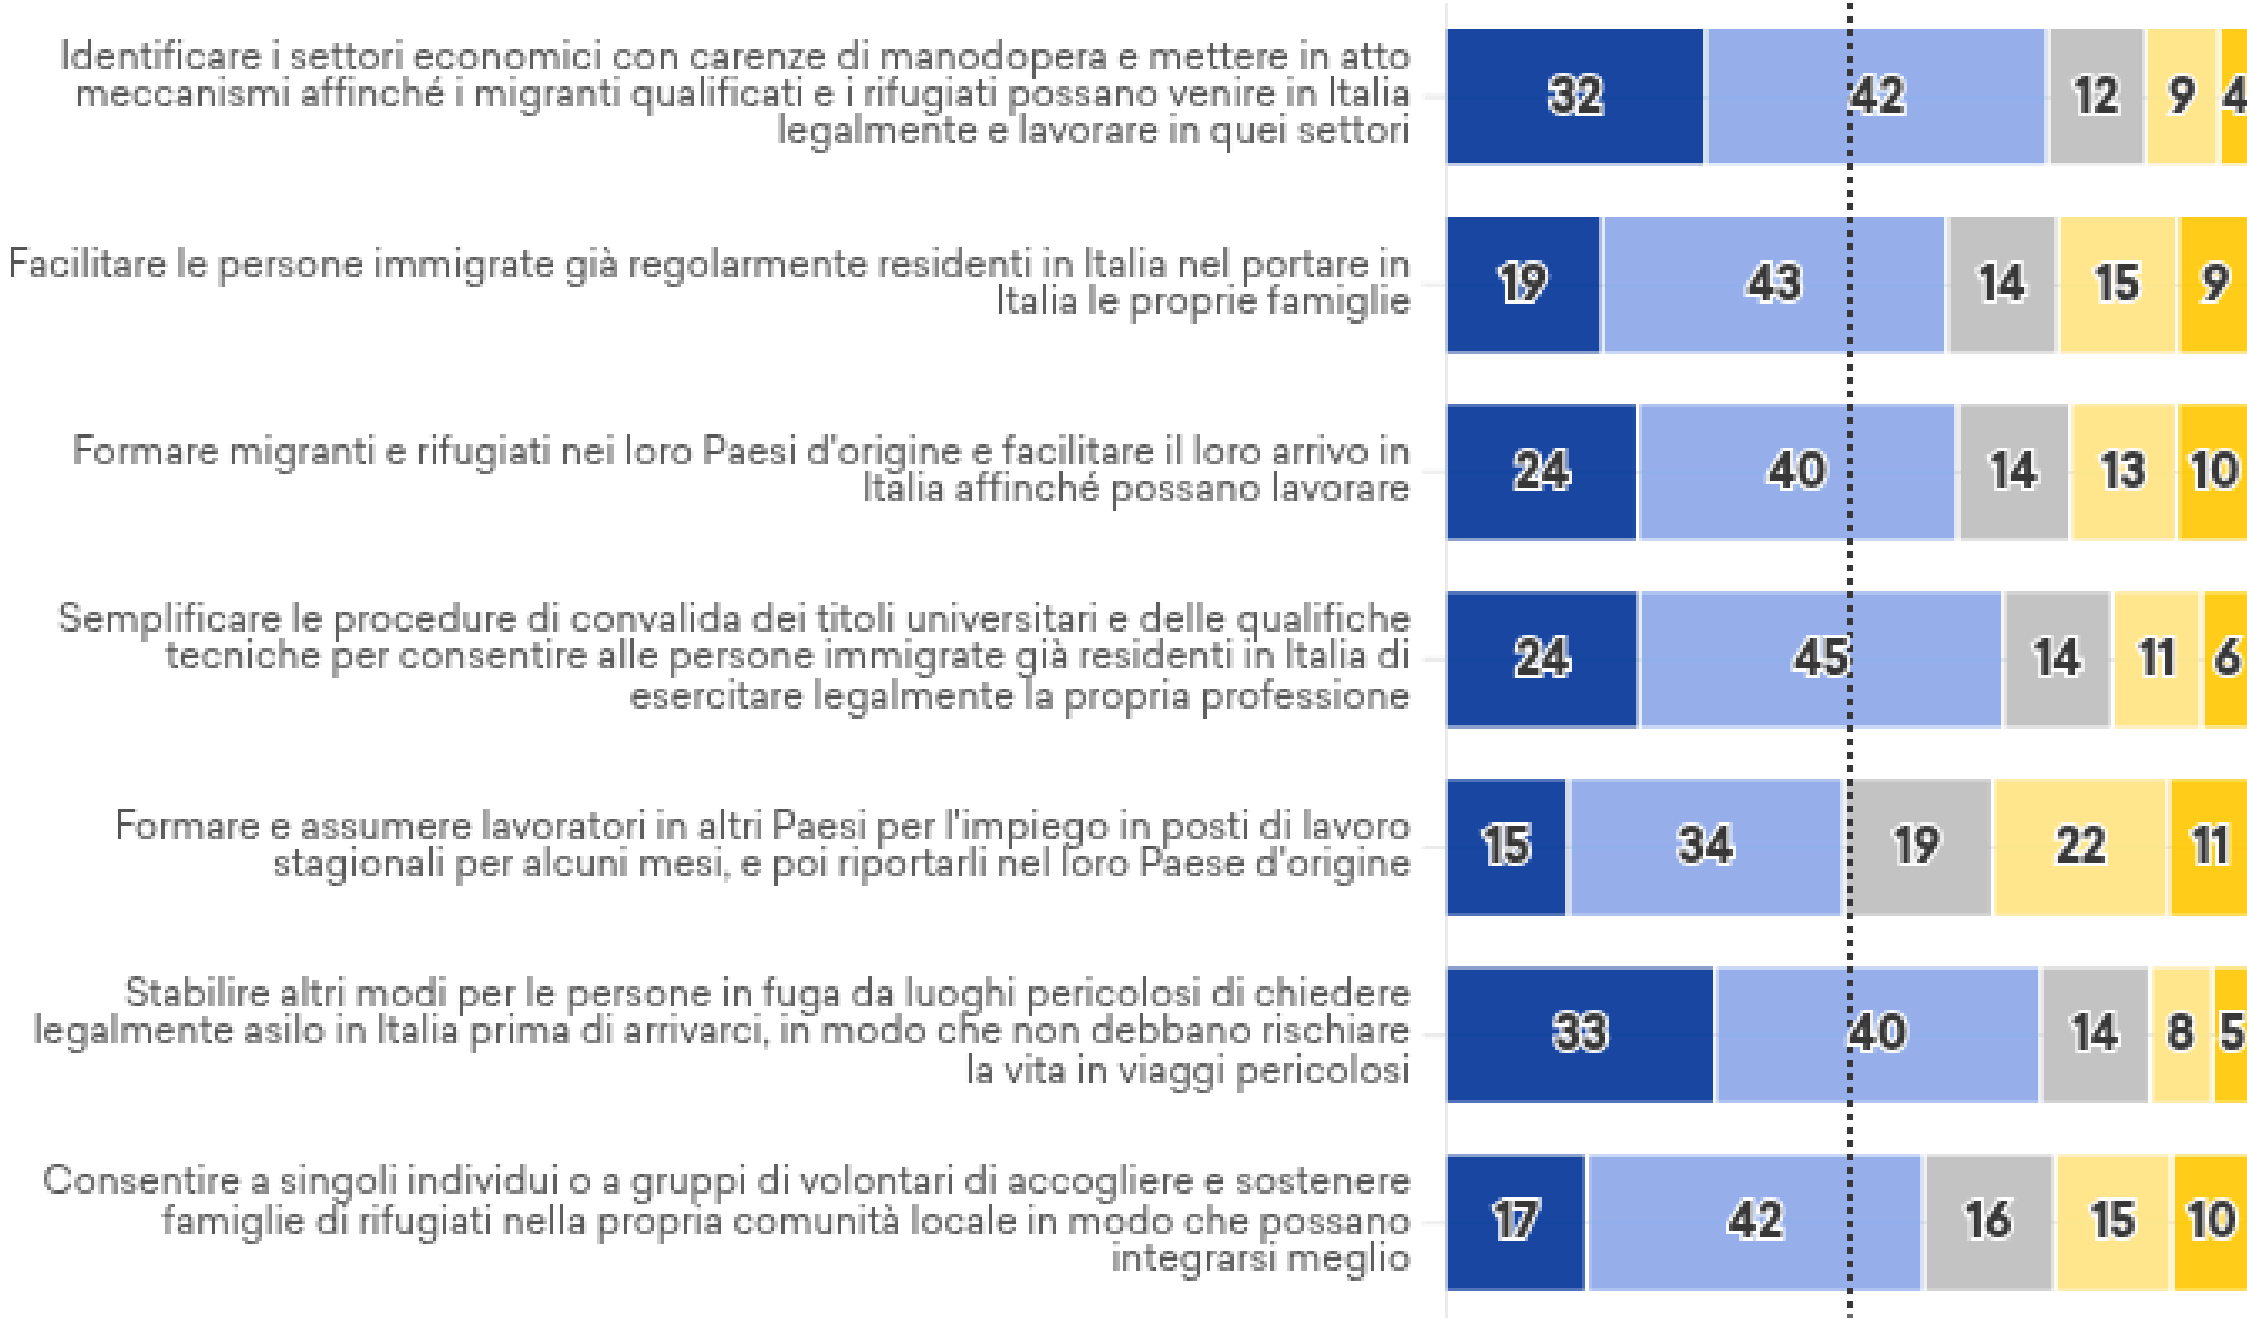 Identificare i settori economici con carenze di manodopera e mettere in atto
meccanismi affinché i migranti qualificati e i rifugiati possano venire in Italia
legalmente e lavorare in quei settori
32 42 12 9 4
Facilitare le persone immigrate già regolarmente residenti in Italia nel portare in
Italia le proprie famiglie
19 43 14 15 9
Formare migranti e rifugiati nei loro Paesi d'origine e facilitare il loro arrivo in
Italia affinché possano lavorare
24 40 14 13 10
Semplificare le procedure di convalida dei titoli universitari e delle qualifiche
tecniche per consentire alle persone immigrate già residenti in Italia di
esercitare legalmente la propria professione
24 45 14 11 6
Formare e assumere lavoratori in altri Paesi per l'impiego in posti di lavoro
stagionali per alcuni mesi, e poi riportarli nel loro Paese d'origine
15 34 19 22 11
Stabilire altri modi per le persone in fuga da luoghi pericolosi di chiedere
legalmente asilo in Italia prima di arrivarci, in modo che non debbano rischiare
la vita in viaggi pericolosi
33 40 14 8 5
Consentire a singoli individui o a gruppi di volontari di accogliere e sostenere
famiglie di rifugiati nella propria comunità locale in modo che possano
integrarsi meglio
17 42 16 15 10